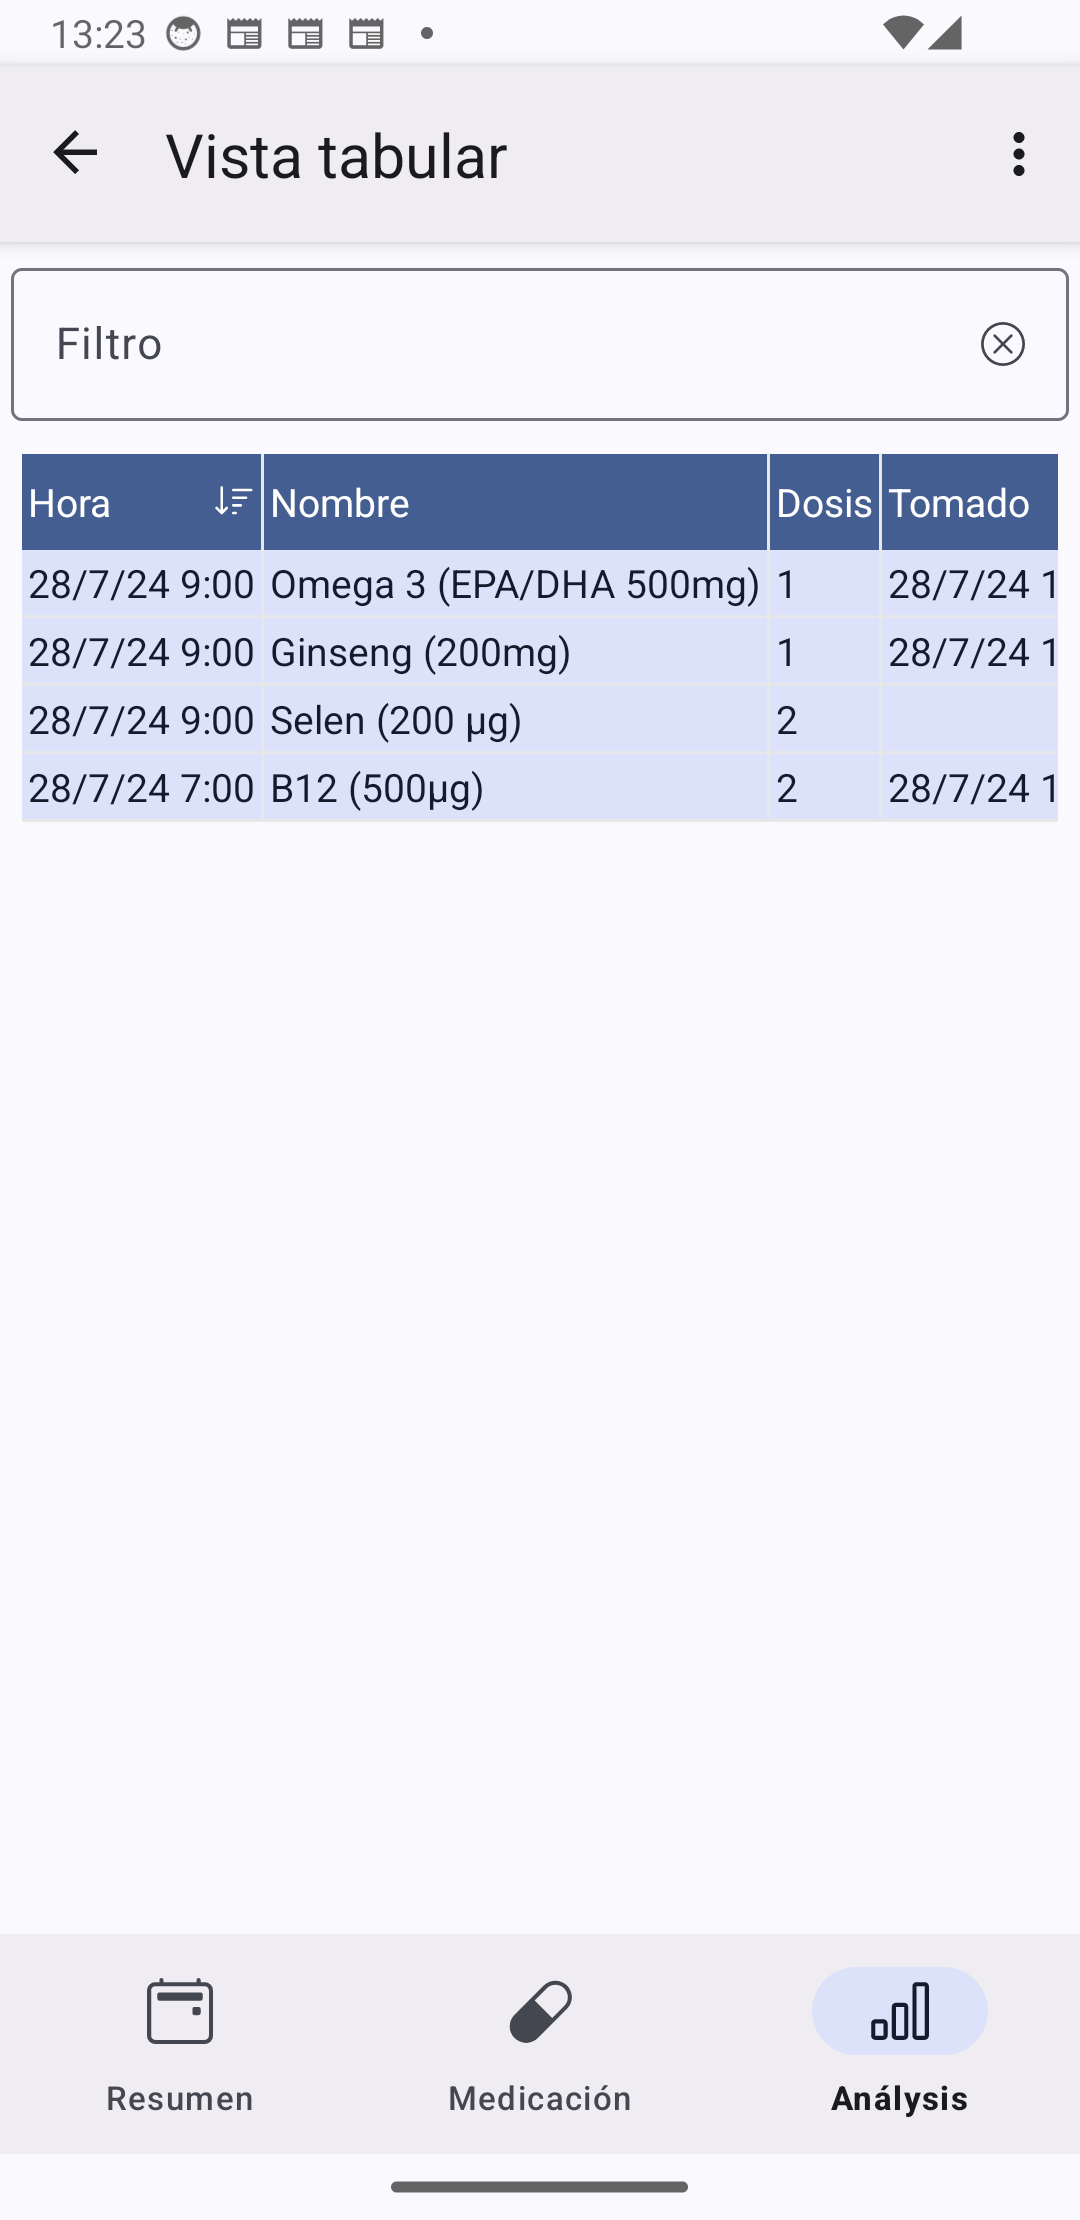 13:23
Vista tabular
Filtro
Hora Nombre Dosis Tomado
28/7/24 9:00 Omega 3 (EPA/DHA 500mg) 1 28/7/24 1
28/7/24 9:00 Ginseng (200mg) 1 28/7/24 1
28/7/24 9:00 Selen (200 µg) 2
28/7/24 7:00 B12 (500µg) 2 28/7/24 1
Resumen Medicación Análysis